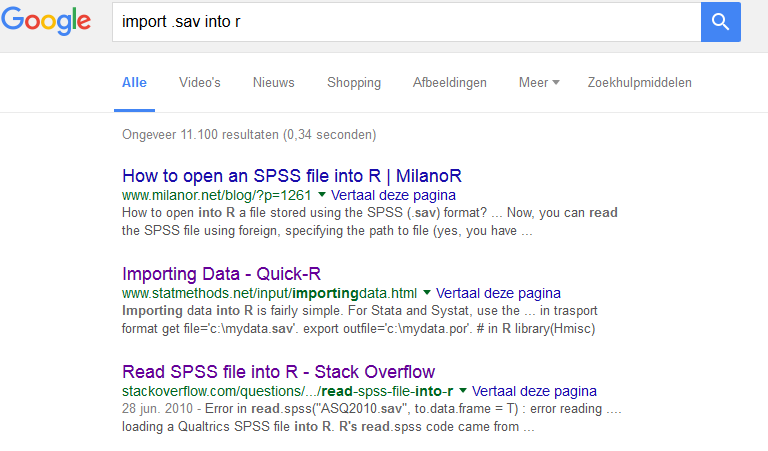 Google
import .sav into r
Alle Video's Nieuws Shopping Afbeeldingen Meer Zoekhulpmiddelen
Ongeveer 11.100 resultaten (0,34 seconden)
How to open an SPSS file into R | MilanoR
www.milanor.net/blog/?p=1261 Vertaal deze pagina
How to open into R a file stored using the SPSS (.sav) format? ... Now, you can read
the SPSS file using foreign, specifying the path to file (yes, you have ...
Importing Data - Quick-R
www.statmethods.net/input/importingdata.html Vertaal deze pagina
Importing data into R is fairly simple. For Stata and Systat, use the ... in trasport
format get file='c:\mydata.sav'. export outfile='c:\mydata.por'. # in R library(Hmisc)
Read SPSS file into R - Stack Overflow
stackoverflow.com/questions/.../read-spss-file-into-r Vertaal deze pagina
28 jun. 2010 - Error in read.spss("ASQ2010.sav", to.data.frame = T) : error reading ....
loading a Qualtrics SPSS file into R. R's read.spss code came from ...